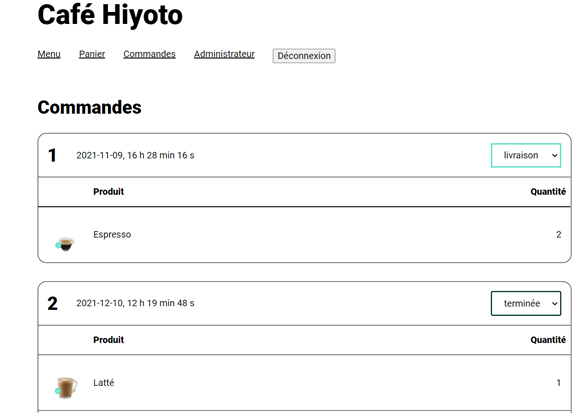 Café Hiyoto
Menu Panier Commandes Administrateur Déconnexion
Commandes
1 2021-11-09, 16 h 28 min 16 s livraison
Produit Quantité
Espresso 2
2 2021-12-10, 12 h 19 min 48 s terminée
Produit Quantité
Latté 1